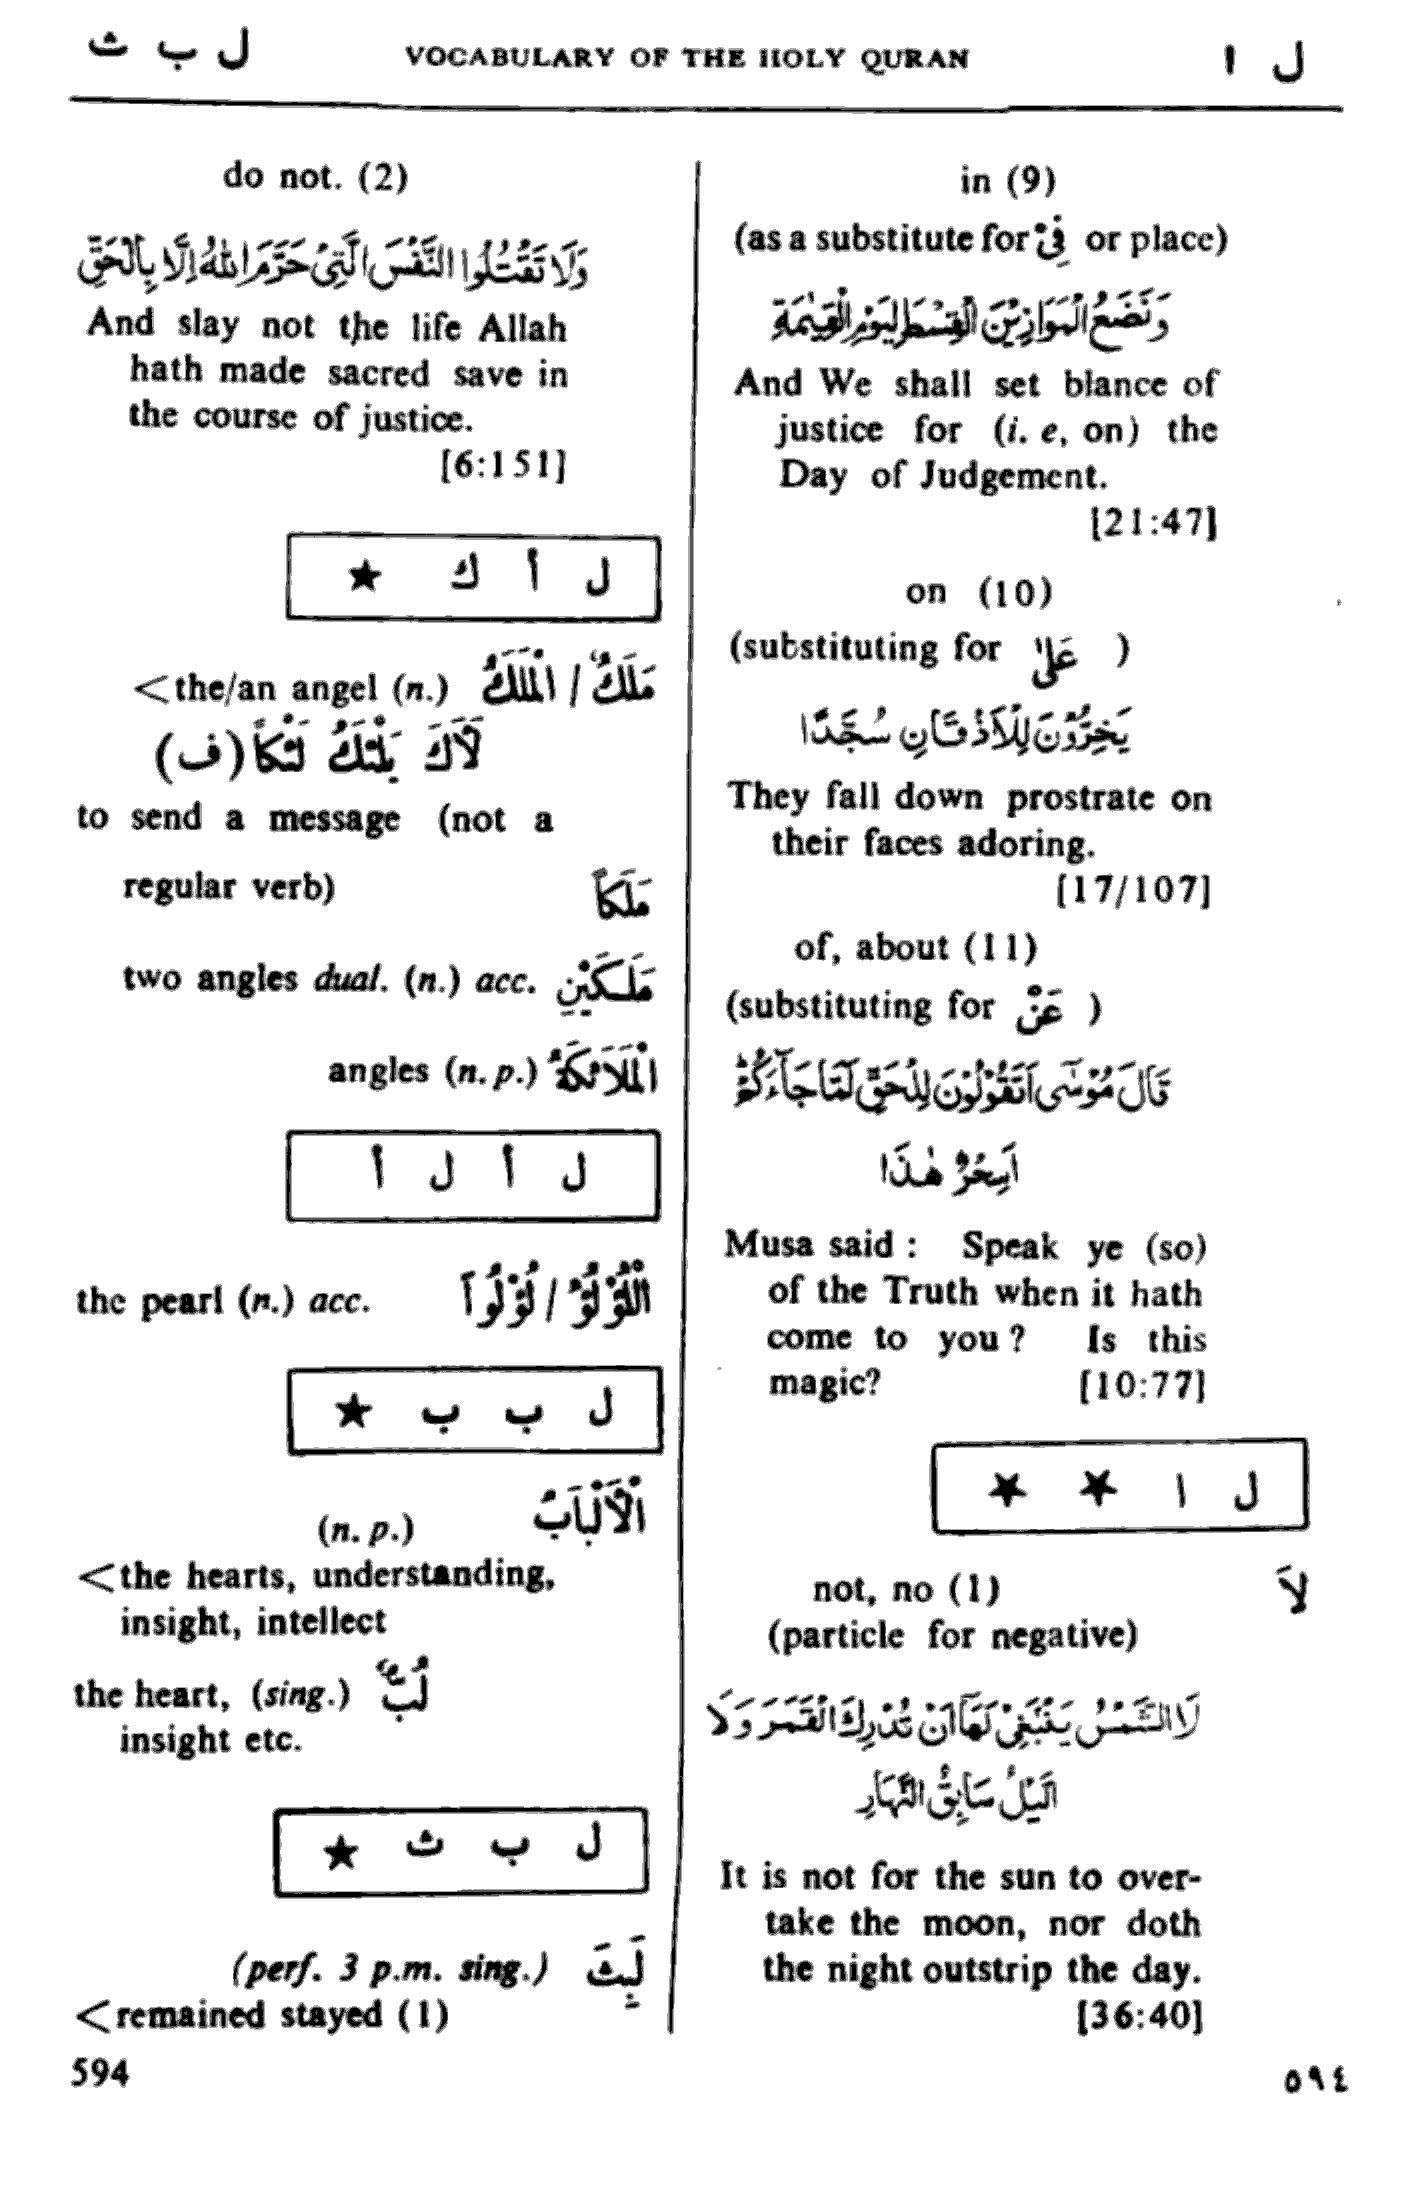 ل ا
VOCABULARY OF THE HOLY QURAN
ل ب ث
in (9)
(as a substitute for فِيْ or place)
وَنَضَعُ الْمَوَازِيْنَ الْقِسْطَ لِيَوْمِ الْقِيٰمَةِ
And We shall set blance of
justice for (i. e, on) the
Day of Judgement.
[21:47]
on (10)
(substituting for عَلٰى )
يَخِرُّوْنَ لِلْاَذْقَانِ سُجَّدًا
They fall down prostrate on
their faces adoring.
[17/107]
of, about (11)
(substituting for عَنْ )
قَالَ مُوْسٰٓى اَتَقُوْلُوْنَ لِلْحَقِّ لَمَّا جَآءَكُمْ
اَسِحْرٌ هٰذَا
Musa said : Speak ye (so)
of the Truth when it hath
come to you ? Is this
magic? [10:77]
ل ا ★ ★
not, no (1) لَا
(particle for negative)
لَا الشَّمْسُ يَنْبَغِيْ لَهَآ اَنْ تُدْرِكَ الْقَمَرَ وَلَا
الَّيْلُ سَابِقُ النَّهَارِ
It is not for the sun to over-
take the moon, nor doth
the night outstrip the day.
[36:40]
do not. (2)
وَلَا تَقْتُلُوا النَّفْسَ الَّتِيْ حَرَّمَ اللهُ اِلَّا بِالْحَقِّ
And slay not the life Allah
hath made sacred save in
the course of justice.
[6:151]
ل أ ك ★
<the/an angel (n.) مَلَكٌ / اَلْمَلَكُ
لَأَكَ يَلْئَكُ لَئْكاً (ف)
to send a message (not a
regular verb) مَلَكاً
two angles dual. (n.) acc. مَلَكَيْنِ
angles (n. p.) اَلْمَلَائِكَةُ
ل أ ل أ
the pearl (n.) acc. اَللُّؤْلُؤُ / لُؤْلُوآً
ل ب ب ★
(n. p.) اَلْأَلْبَابُ
<the hearts, understanding,
insight, intellect
the heart, (sing.) لُبٌّ
insight etc.
ل ب ث ★
(perf. 3 p.m. sing.) لَبِثَ
<remained stayed (1)
594
٥٩٤